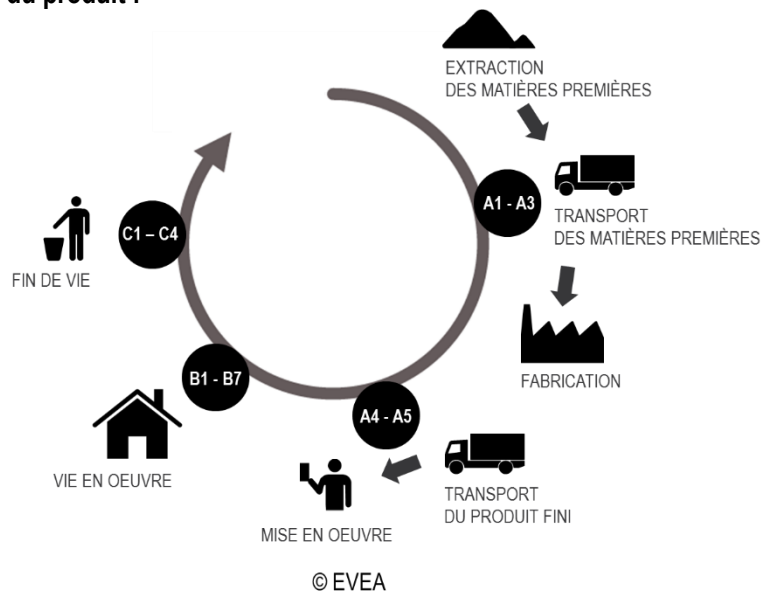 du produit :
EXTRACTION
DES MATIÈRES PREMIÈRES
A1 - A3
TRANSPORT
DES MATIÈRES PREMIÈRES
FABRICATION
A4 - A5
TRANSPORT
DU PRODUIT FINI
MISE EN OEUVRE
B1 - B7
VIE EN OEUVRE
C1 – C4
FIN DE VIE
© EVEA